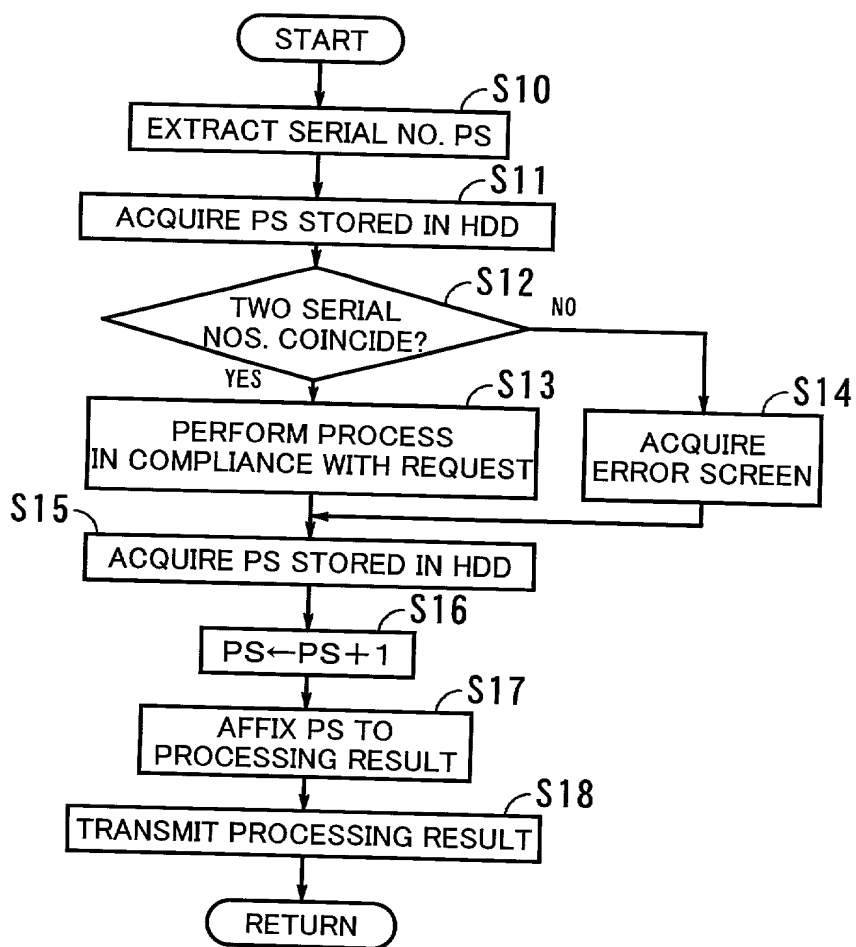 START
S10
EXTRACT SERIAL NO. PS
S11
ACQUIRE PS STORED IN HDD
S12
TWO SERIAL
NOS. COINCIDE?
NO
YES
S13
PERFORM PROCESS
IN COMPLIANCE WITH REQUEST
S14
ACQUIRE
ERROR SCREEN
S15
ACQUIRE PS STORED IN HDD
S16
PS←PS+1
S17
AFFIX PS TO
PROCESSING RESULT
S18
TRANSMIT PROCESSING RESULT
RETURN